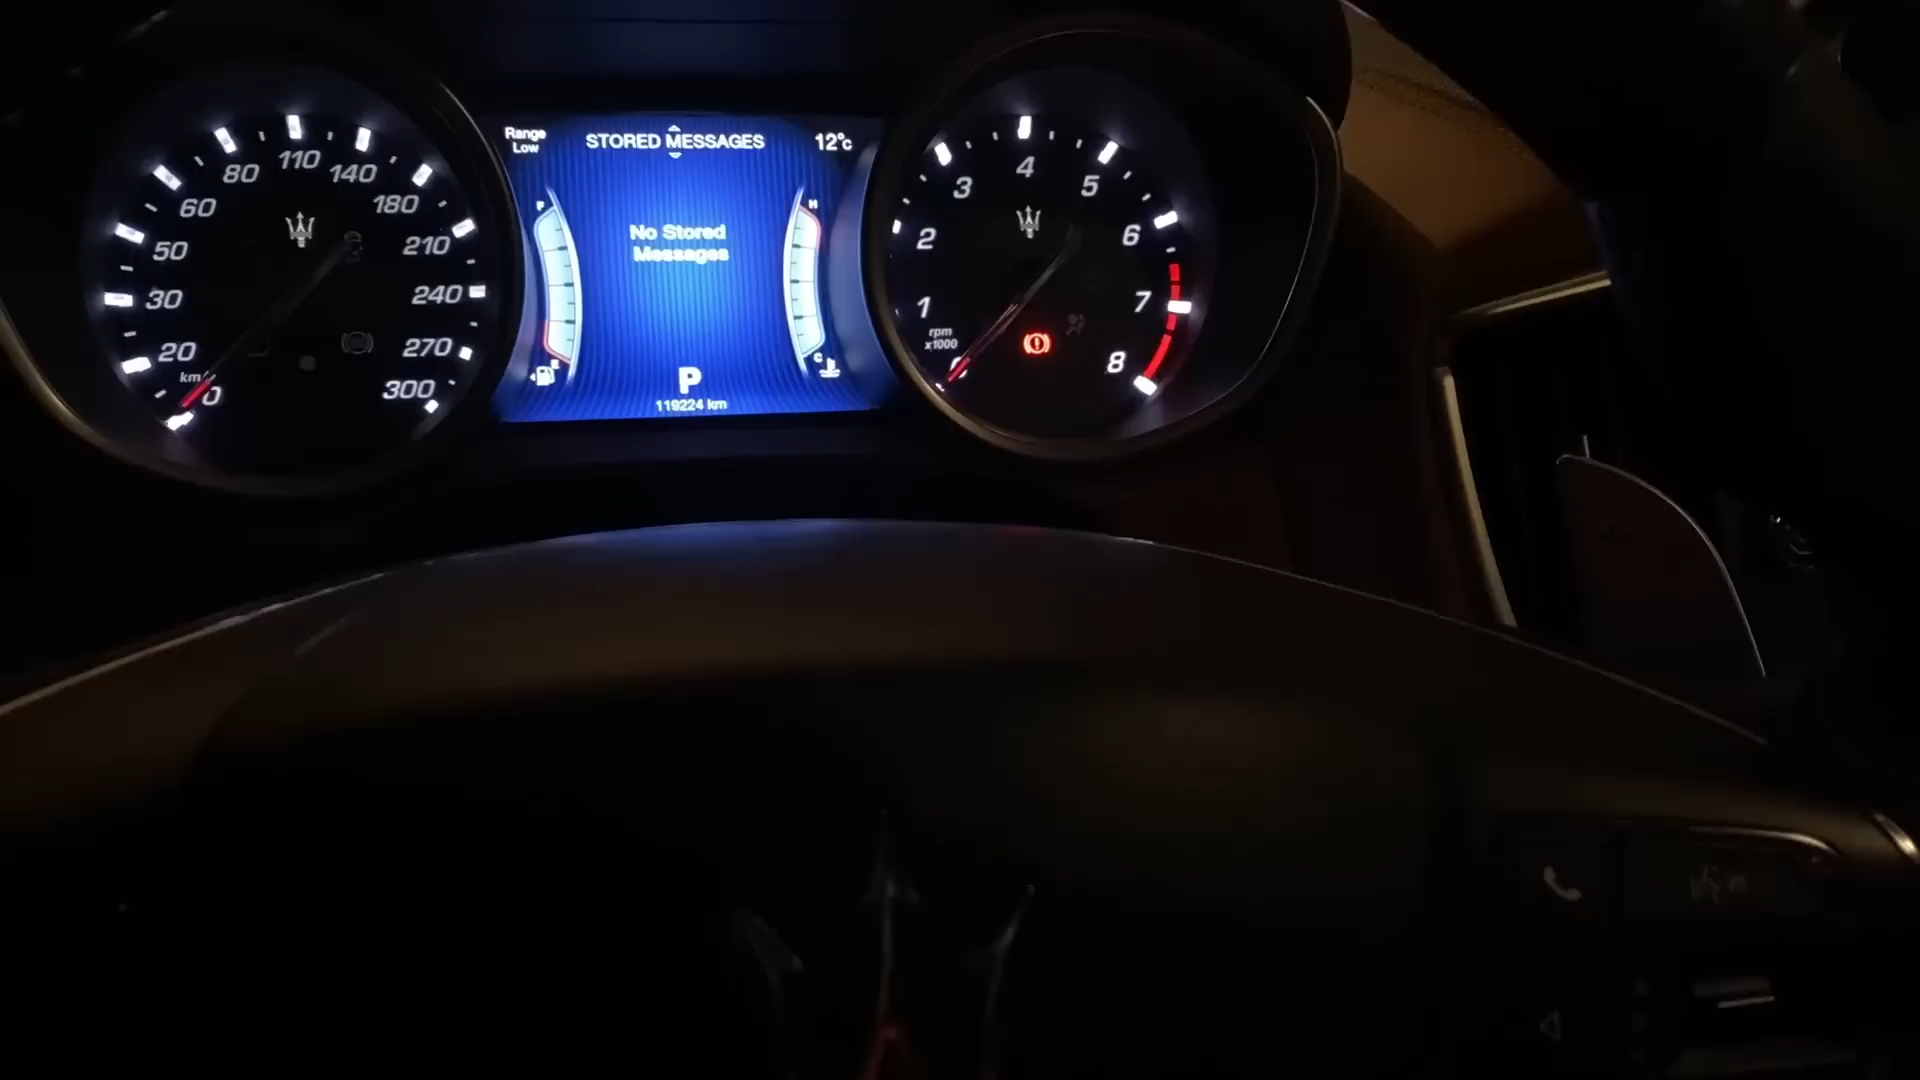 Range
Low
STORED MESSAGES
12°c
No Stored
Messages
F
E
H
C
P
119224 km
0
20
30
50
60
80
110
140
180
210
240
270
300
km
1
2
3
4
5
6
7
8
rpm
x1000